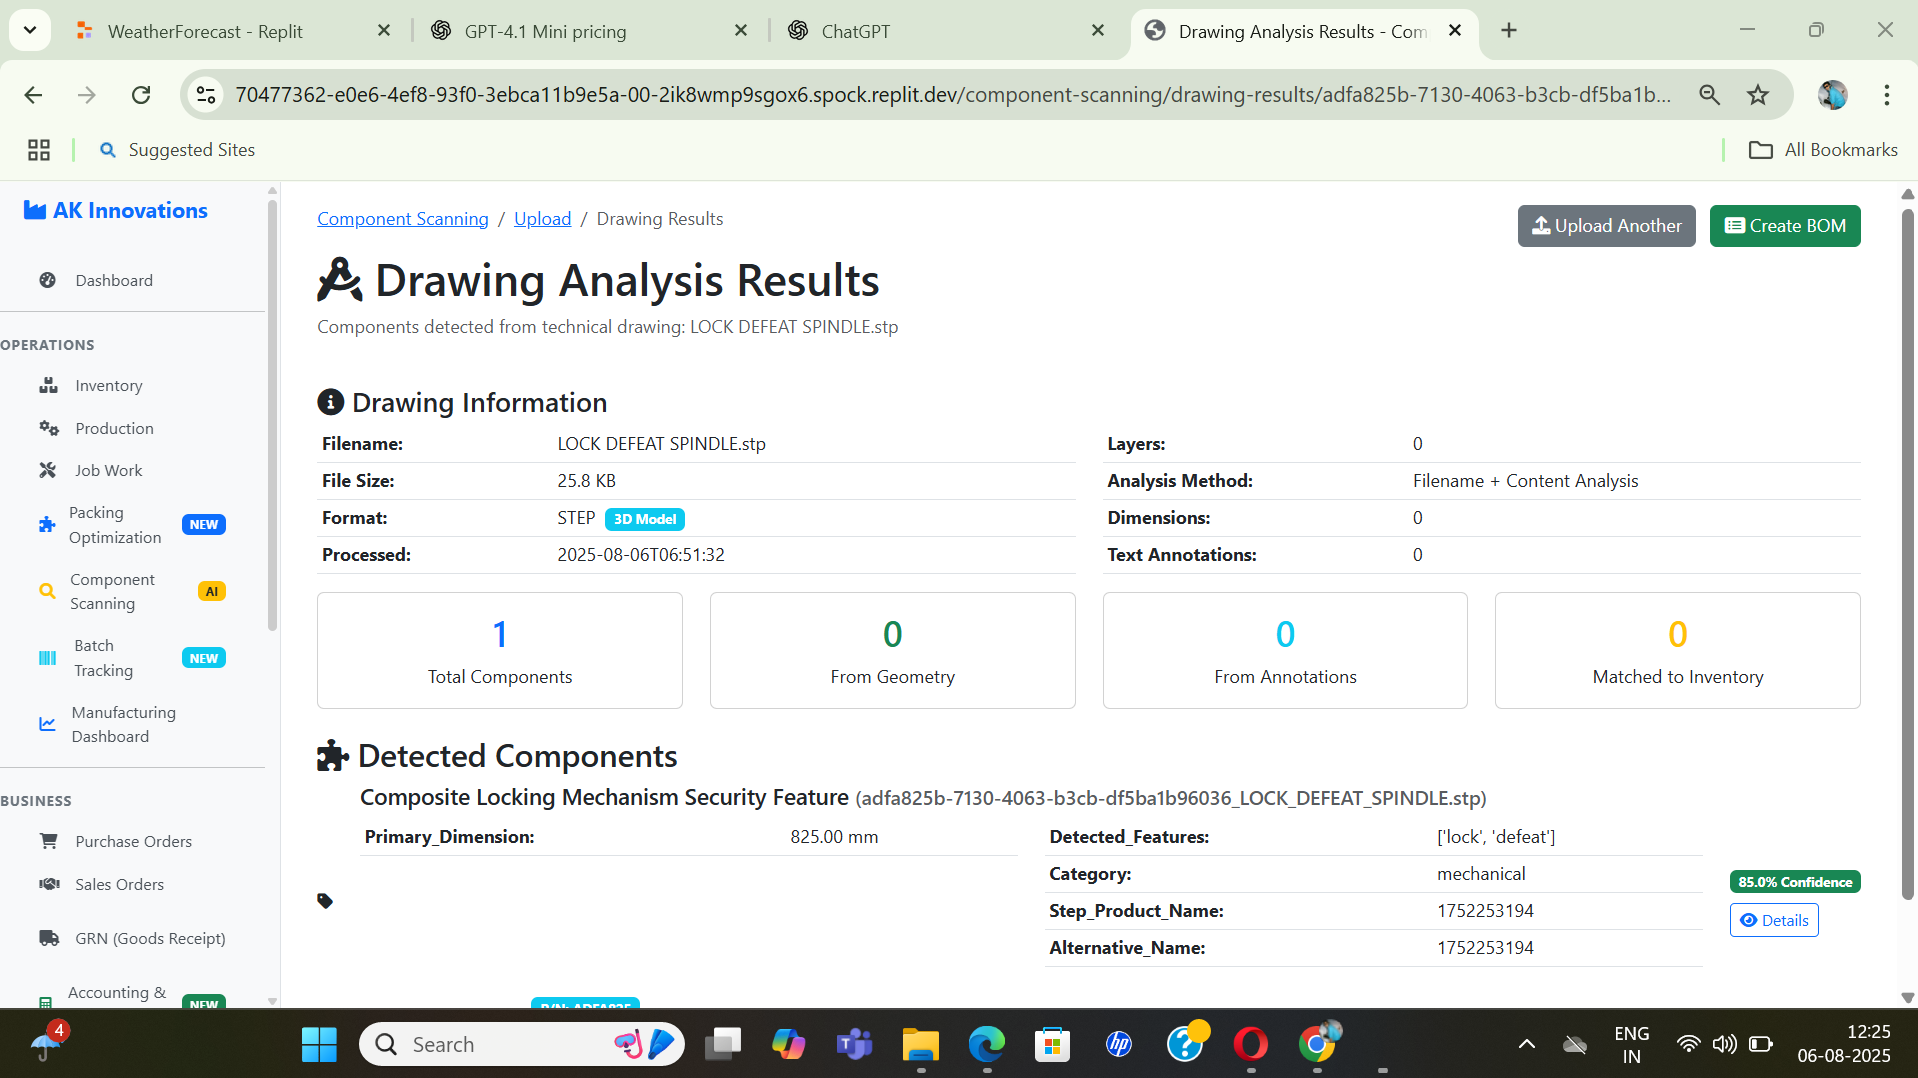 WeatherForecast - Replit
GPT-4.1 Mini pricing
ChatGPT
Drawing Analysis Results - Com
70477362-e0e6-4ef8-93f0-3ebca11b9e5a-00-2ik8wmp9sgox6.spock.replit.dev/component-scanning/drawing-results/adfa825b-7130-4063-b3cb-df5ba1b...
Suggested Sites
All Bookmarks
AK Innovations
Dashboard
OPERATIONS
Inventory
Production
Job Work
Packing
Optimization
NEW
Component
Scanning
AI
Batch
Tracking
NEW
Manufacturing
Dashboard
BUSINESS
Purchase Orders
Sales Orders
GRN (Goods Receipt)
Accounting &
NEW
Component Scanning / Upload / Drawing Results
Upload Another
Create BOM
Drawing Analysis Results
Components detected from technical drawing: LOCK DEFEAT SPINDLE.stp
Drawing Information
Filename: LOCK DEFEAT SPINDLE.stp
File Size: 25.8 KB
Format: STEP 3D Model
Processed: 2025-08-06T06:51:32
Layers: 0
Analysis Method: Filename + Content Analysis
Dimensions: 0
Text Annotations: 0
1
Total Components
0
From Geometry
0
From Annotations
0
Matched to Inventory
Detected Components
Composite Locking Mechanism Security Feature (adfa825b-7130-4063-b3cb-df5ba1b96036_LOCK_DEFEAT_SPINDLE.stp)
Primary_Dimension: 825.00 mm
Detected_Features: ['lock', 'defeat']
Category: mechanical
Step_Product_Name: 1752253194
Alternative_Name: 1752253194
85.0% Confidence
Details
P/N: ADFA825
4
Search
ENG
IN
12:25
06-08-2025